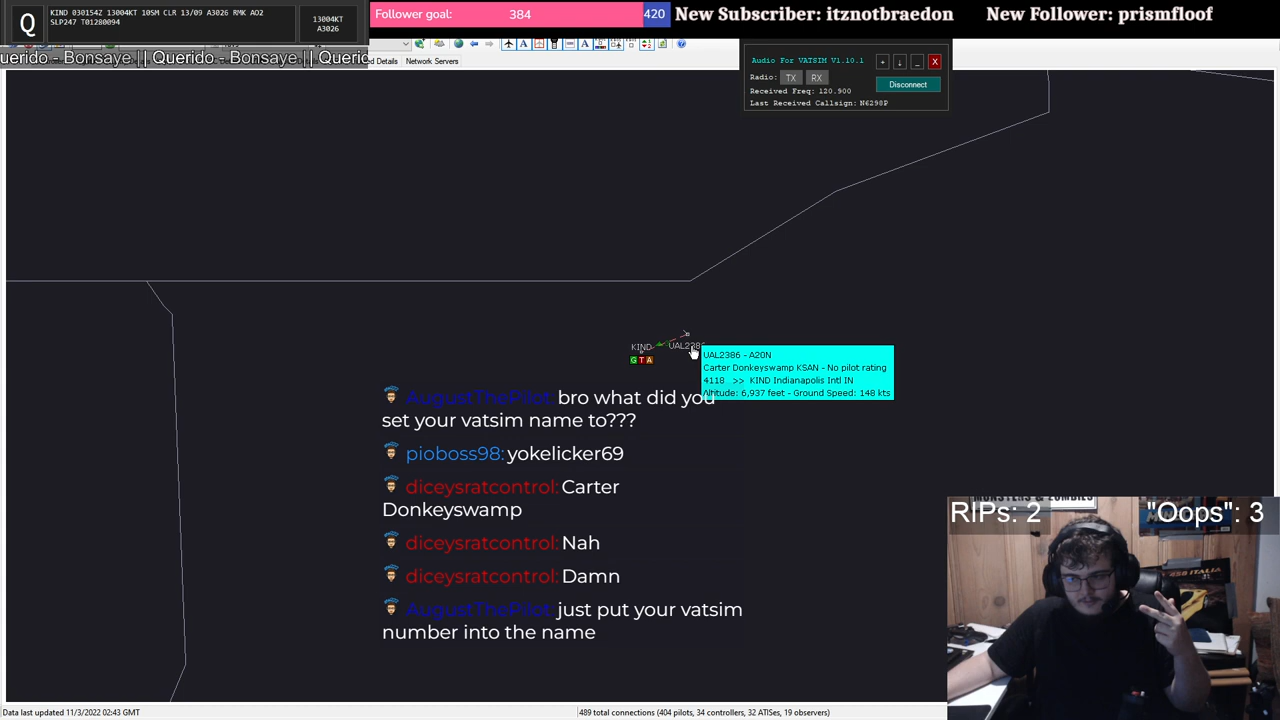 Q
KIND 030154Z 13004KT 10SM CLR 13/09 A3026 RMK AO2
SLP247 T01280094
13004KT
A3026
Follower goal:
384
420
New Subscriber: itznotbraedon
New Follower: prismfloof
uerido - Bonsaye || Querido - Bonsaye || Querid
d Details
Network Servers
Audio For VATSIM V1.10.1
+
↓
_
X
Radio:
TX
RX
Disconnect
Received Freq: 120.900
Last Received Callsign: N6298P
KIND
UAL2386
G T A
UAL2386 - A20N
Carter Donkeyswamp KSAN - No pilot rating
4118 ..>> KIND Indianapolis Intl IN
Altitude: 6,937 feet - Ground Speed: 148 kts
AugustThePilot: bro what did you
set your vatsim name to???
pioboss98: yokelicker69
diceysratcontrol: Carter
Donkeyswamp
diceysratcontrol: Nah
diceysratcontrol: Damn
AugustThePilot: just put your vatsim
number into the name
RIPs: 2
"Oops": 3
Data last updated 11/3/2022 02:43 GMT
489 total connections (404 pilots, 34 controllers, 32 ATISes, 19 observers)